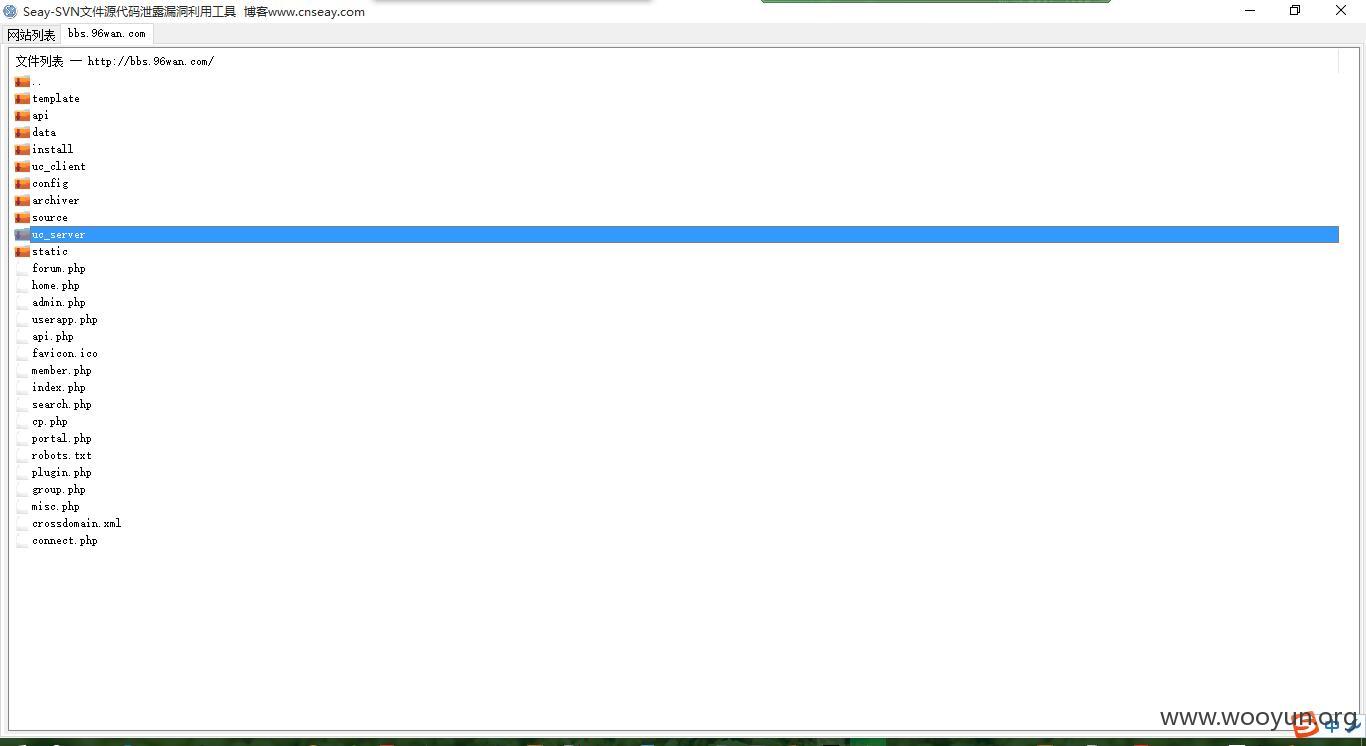 Seay-SVN文件源代码泄露漏洞利用工具 博客www.cnseay.com
网站列表 bbs.96wan.com
文件列表 — http://bbs.96wan.com/
..
template
api
data
install
uc_client
config
archiver
source
uc_server
static
forum.php
home.php
admin.php
userapp.php
api.php
favicon.ico
member.php
index.php
search.php
cp.php
portal.php
robots.txt
plugin.php
group.php
misc.php
crossdomain.xml
connect.php
www.wooyun.org
中